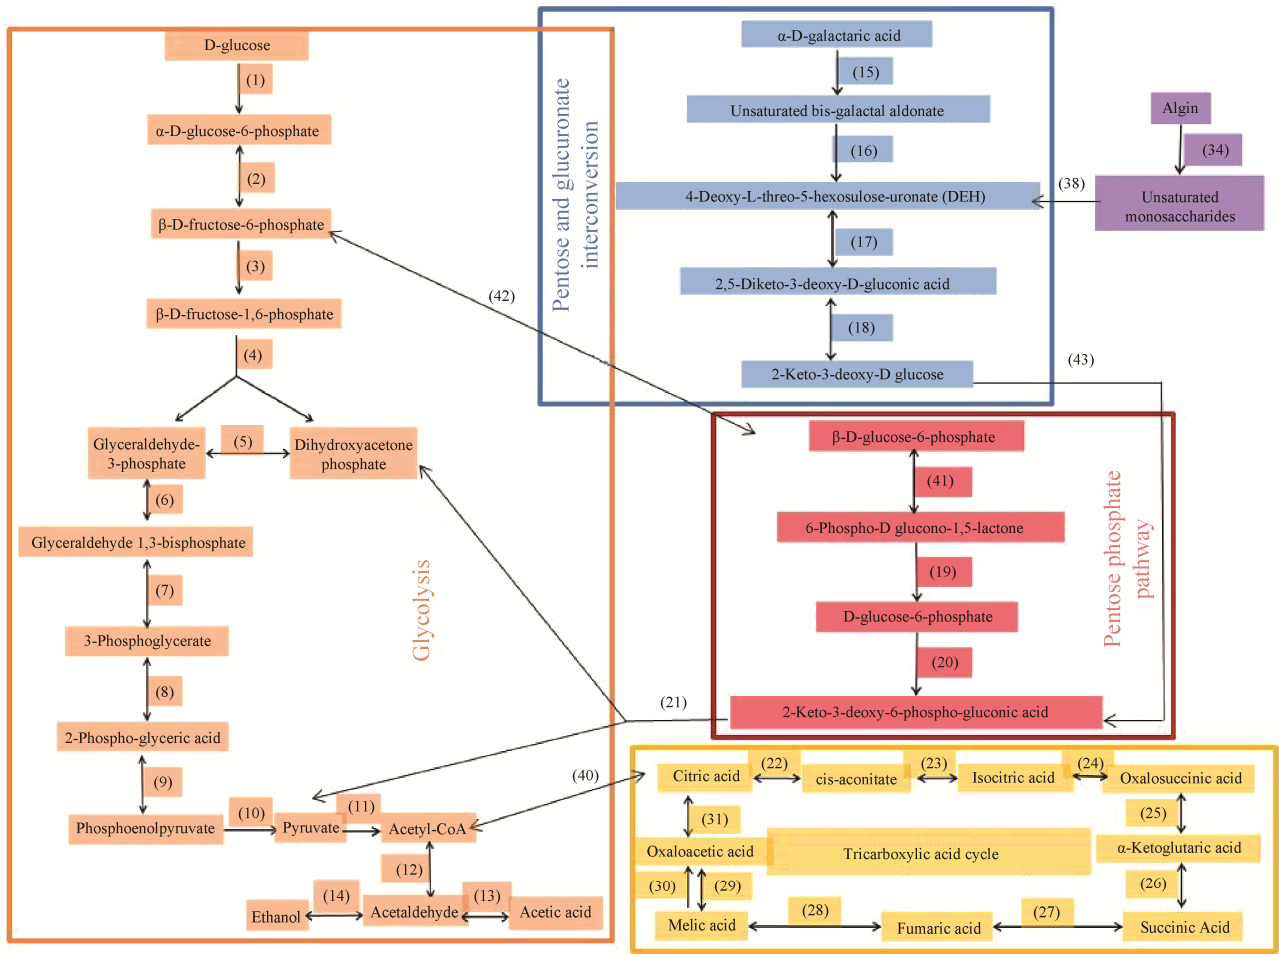 D-glucose
(1)
α-D-glucose-6-phosphate
(2)
β-D-fructose-6-phosphate
(3)
β-D-fructose-1,6-phosphate
(4)
Glyceraldehyde-
3-phosphate
(5)
Dihydroxyacetone
phosphate
(6)
Glyceraldehyde 1,3-bisphosphate
(7)
3-Phosphoglycerate
(8)
2-Phospho-glyceric acid
(9)
Phosphoenolpyruvate
(10)
Pyruvate
(11)
Acetyl-CoA
(12)
Ethanol
(14)
Acetaldehyde
(13)
Acetic acid
Glycolysis
(42)
(21)
(40)
Pentose and glucuronate
interconversion
α-D-galactaric acid
(15)
Unsaturated bis-galactal aldonate
(16)
4-Deoxy-L-threo-5-hexosulose-uronate (DEH)
(17)
2,5-Diketo-3-deoxy-D-gluconic acid
(18)
2-Keto-3-deoxy-D glucose
(43)
(38)
Algin
(34)
Unsaturated
monosaccharides
β-D-glucose-6-phosphate
(41)
6-Phospho-D glucono-1,5-lactone
(19)
D-glucose-6-phosphate
(20)
2-Keto-3-deoxy-6-phospho-gluconic acid
Pentose phosphate
pathway
Citric acid
(22)
cis-aconitate
(23)
Isocitric acid
(24)
Oxalosuccinic acid
(31)
(25)
Oxaloacetic acid
Tricarboxylic acid cycle
α-Ketoglutaric acid
(30)
(29)
(26)
Melic acid
(28)
Fumaric acid
(27)
Succinic Acid